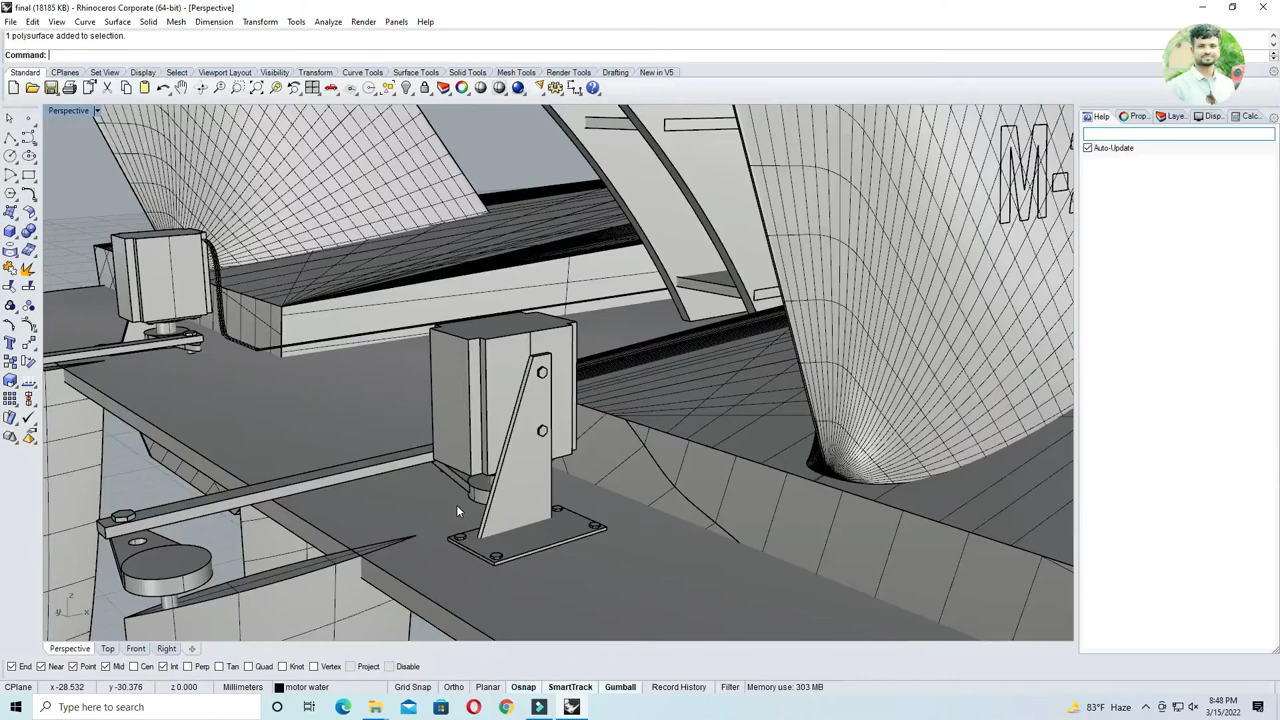 final (18185 KB) - Rhinoceros Corporate (64-bit) - [Perspective]
File Edit View Curve Surface Solid Mesh Dimension Transform Tools Analyze Render Panels Help
1 polysurface added to selection.
Command:
Standard CPlanes Set View Display Select Viewport Layout Visibility Transform Curve Tools Surface Tools Solid Tools Mesh Tools Render Tools Drafting New in V5
Perspective
Help Prop... Laye... Disp... Calc...
Auto-Update
M-
z
y x
Perspective Top Front Right
End Near Point Mid Cen Int Perp Tan Quad Knot Vertex Project Disable
CPlane x -28.532 y -30.376 z 0.000 Millimeters motor water Grid Snap Ortho Planar Osnap SmartTrack Gumball Record History Filter Memory use: 303 MB
Type here to search
83°F Haze
8:48 PM
3/15/2022